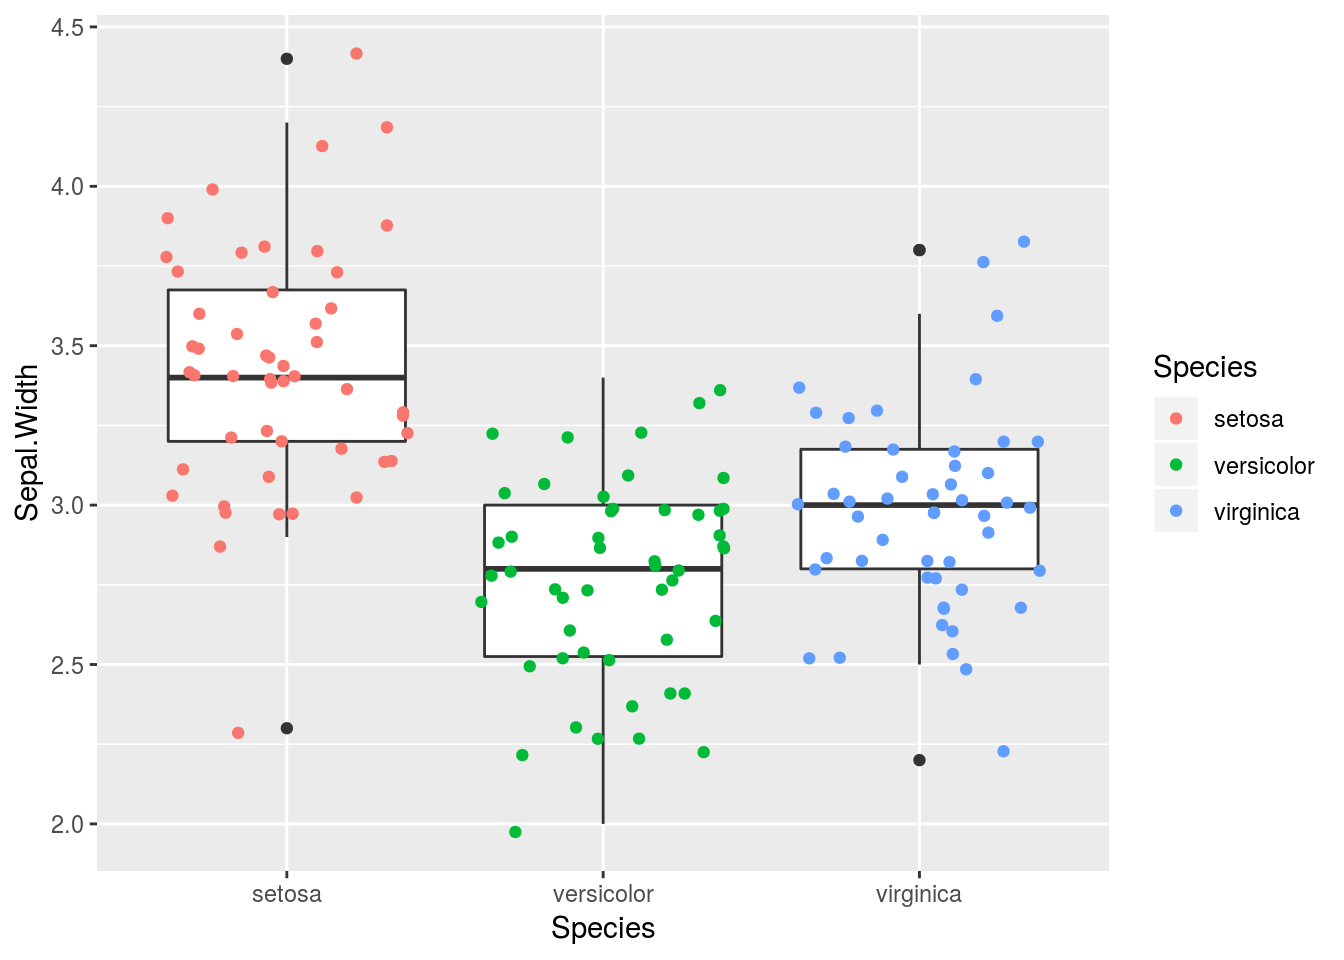 4.5
4.0
3.5
3.0
2.5
2.0
Sepal.Width
setosa
versicolor
virginica
Species
Species
setosa
versicolor
virginica